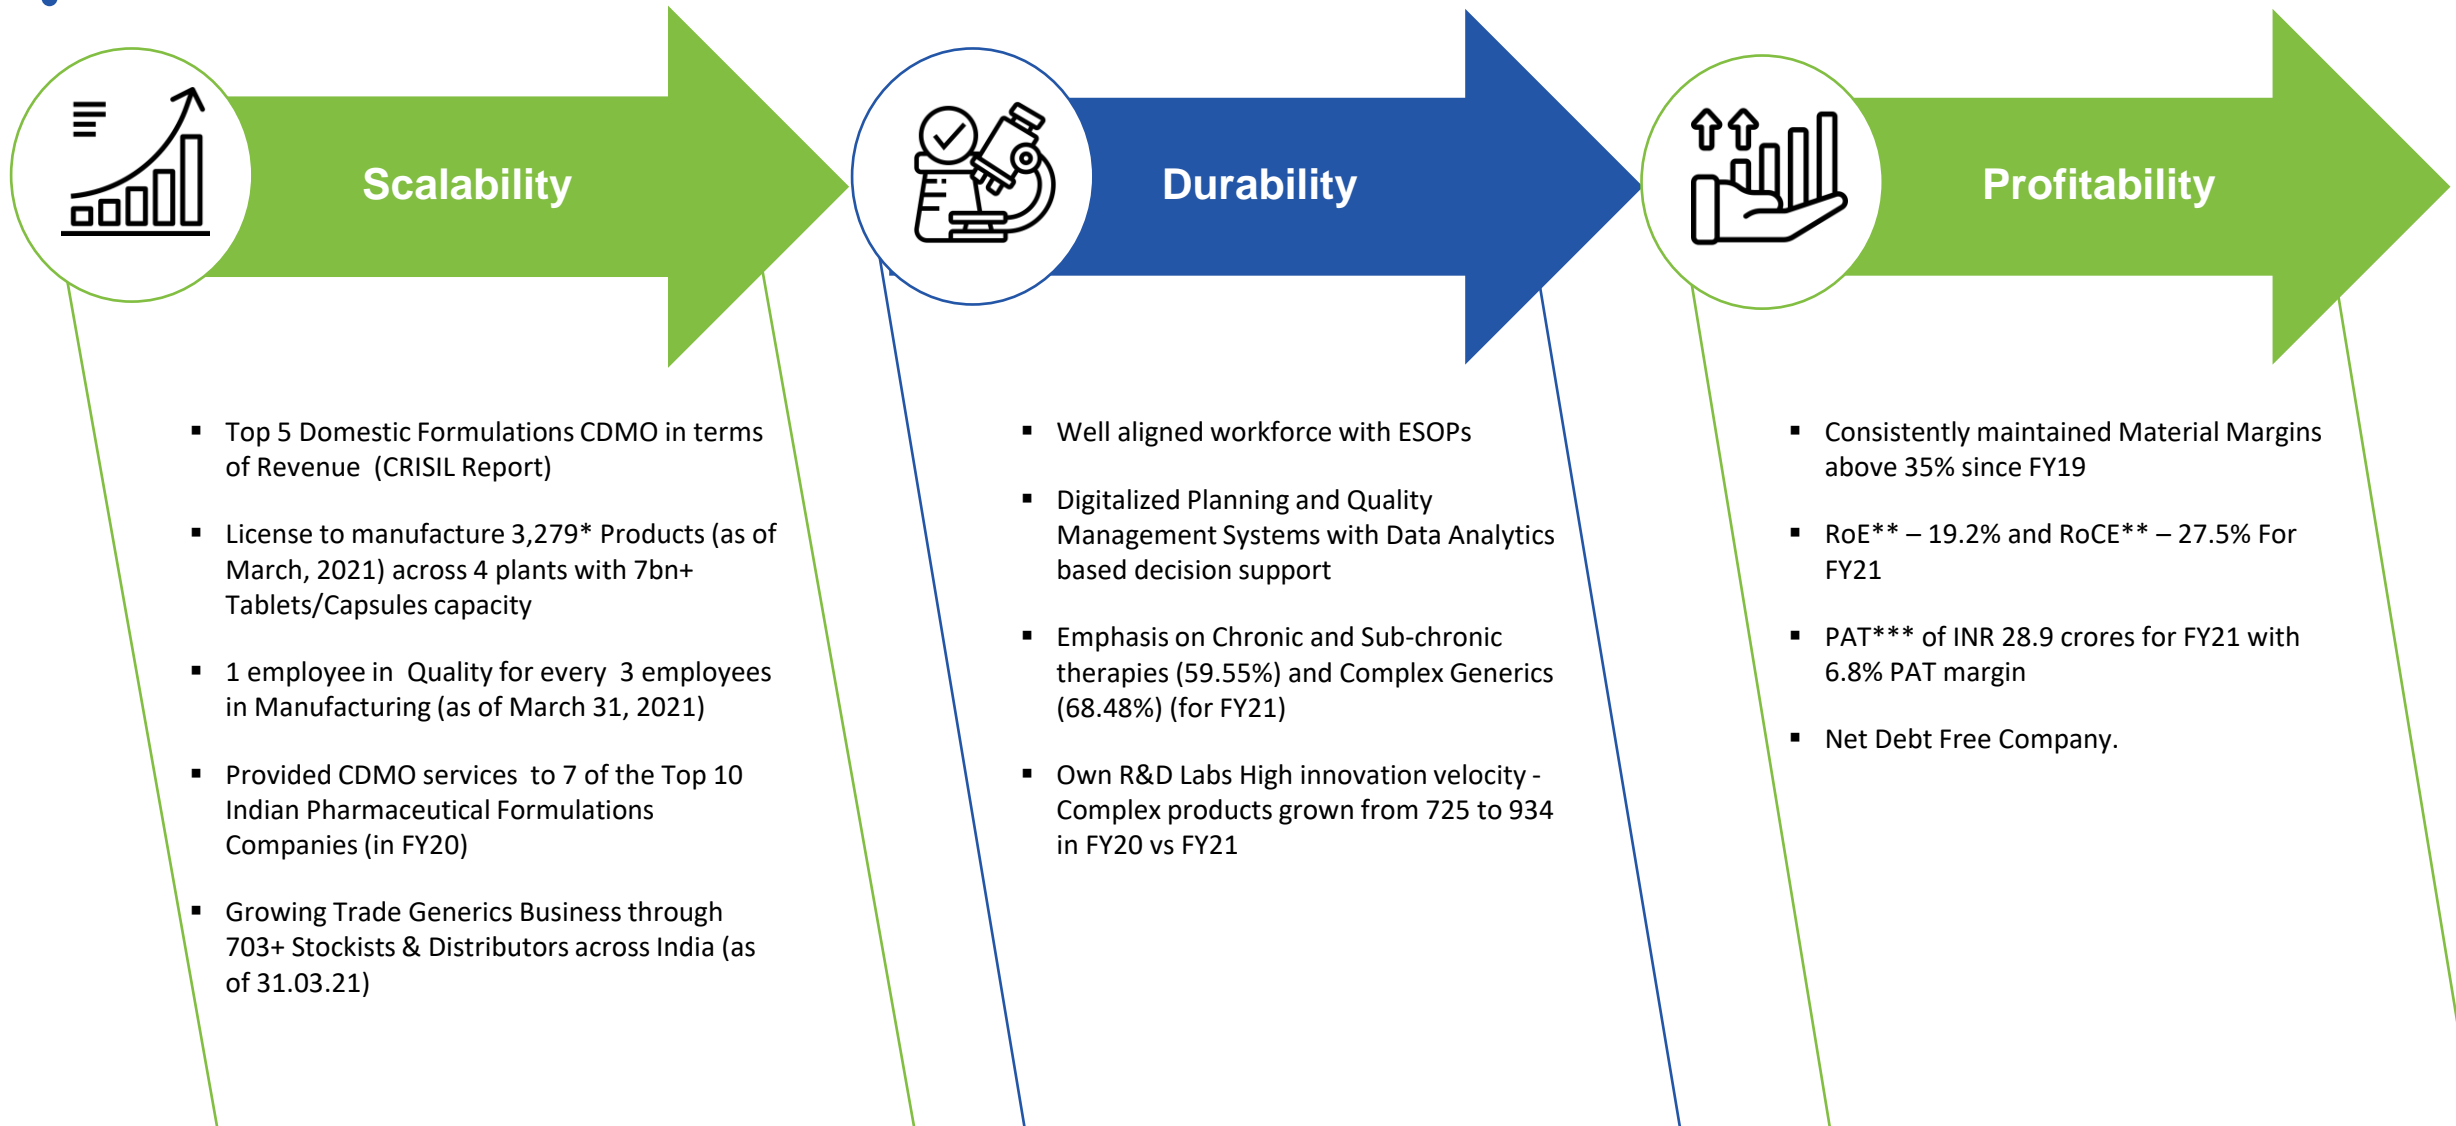 Scalability
▪ Top 5 Domestic Formulations CDMO in terms
of Revenue (CRISIL Report)
▪ License to manufacture 3,279* Products (as of
March, 2021) across 4 plants with 7bn+
Tablets/Capsules capacity
▪ 1 employee in Quality for every 3 employees
in Manufacturing (as of March 31, 2021)
▪ Provided CDMO services to 7 of the Top 10
Indian Pharmaceutical Formulations
Companies (in FY20)
▪ Growing Trade Generics Business through
703+ Stockists & Distributors across India (as
of 31.03.21)
Durability
▪ Well aligned workforce with ESOPs
▪ Digitalized Planning and Quality
Management Systems with Data Analytics
based decision support
▪ Emphasis on Chronic and Sub-chronic
therapies (59.55%) and Complex Generics
(68.48%) (for FY21)
▪ Own R&D Labs High innovation velocity -
Complex products grown from 725 to 934
in FY20 vs FY21
Profitability
▪ Consistently maintained Material Margins
above 35% since FY19
▪ RoE** – 19.2% and RoCE** – 27.5% For
FY21
▪ PAT*** of INR 28.9 crores for FY21 with
6.8% PAT margin
▪ Net Debt Free Company.